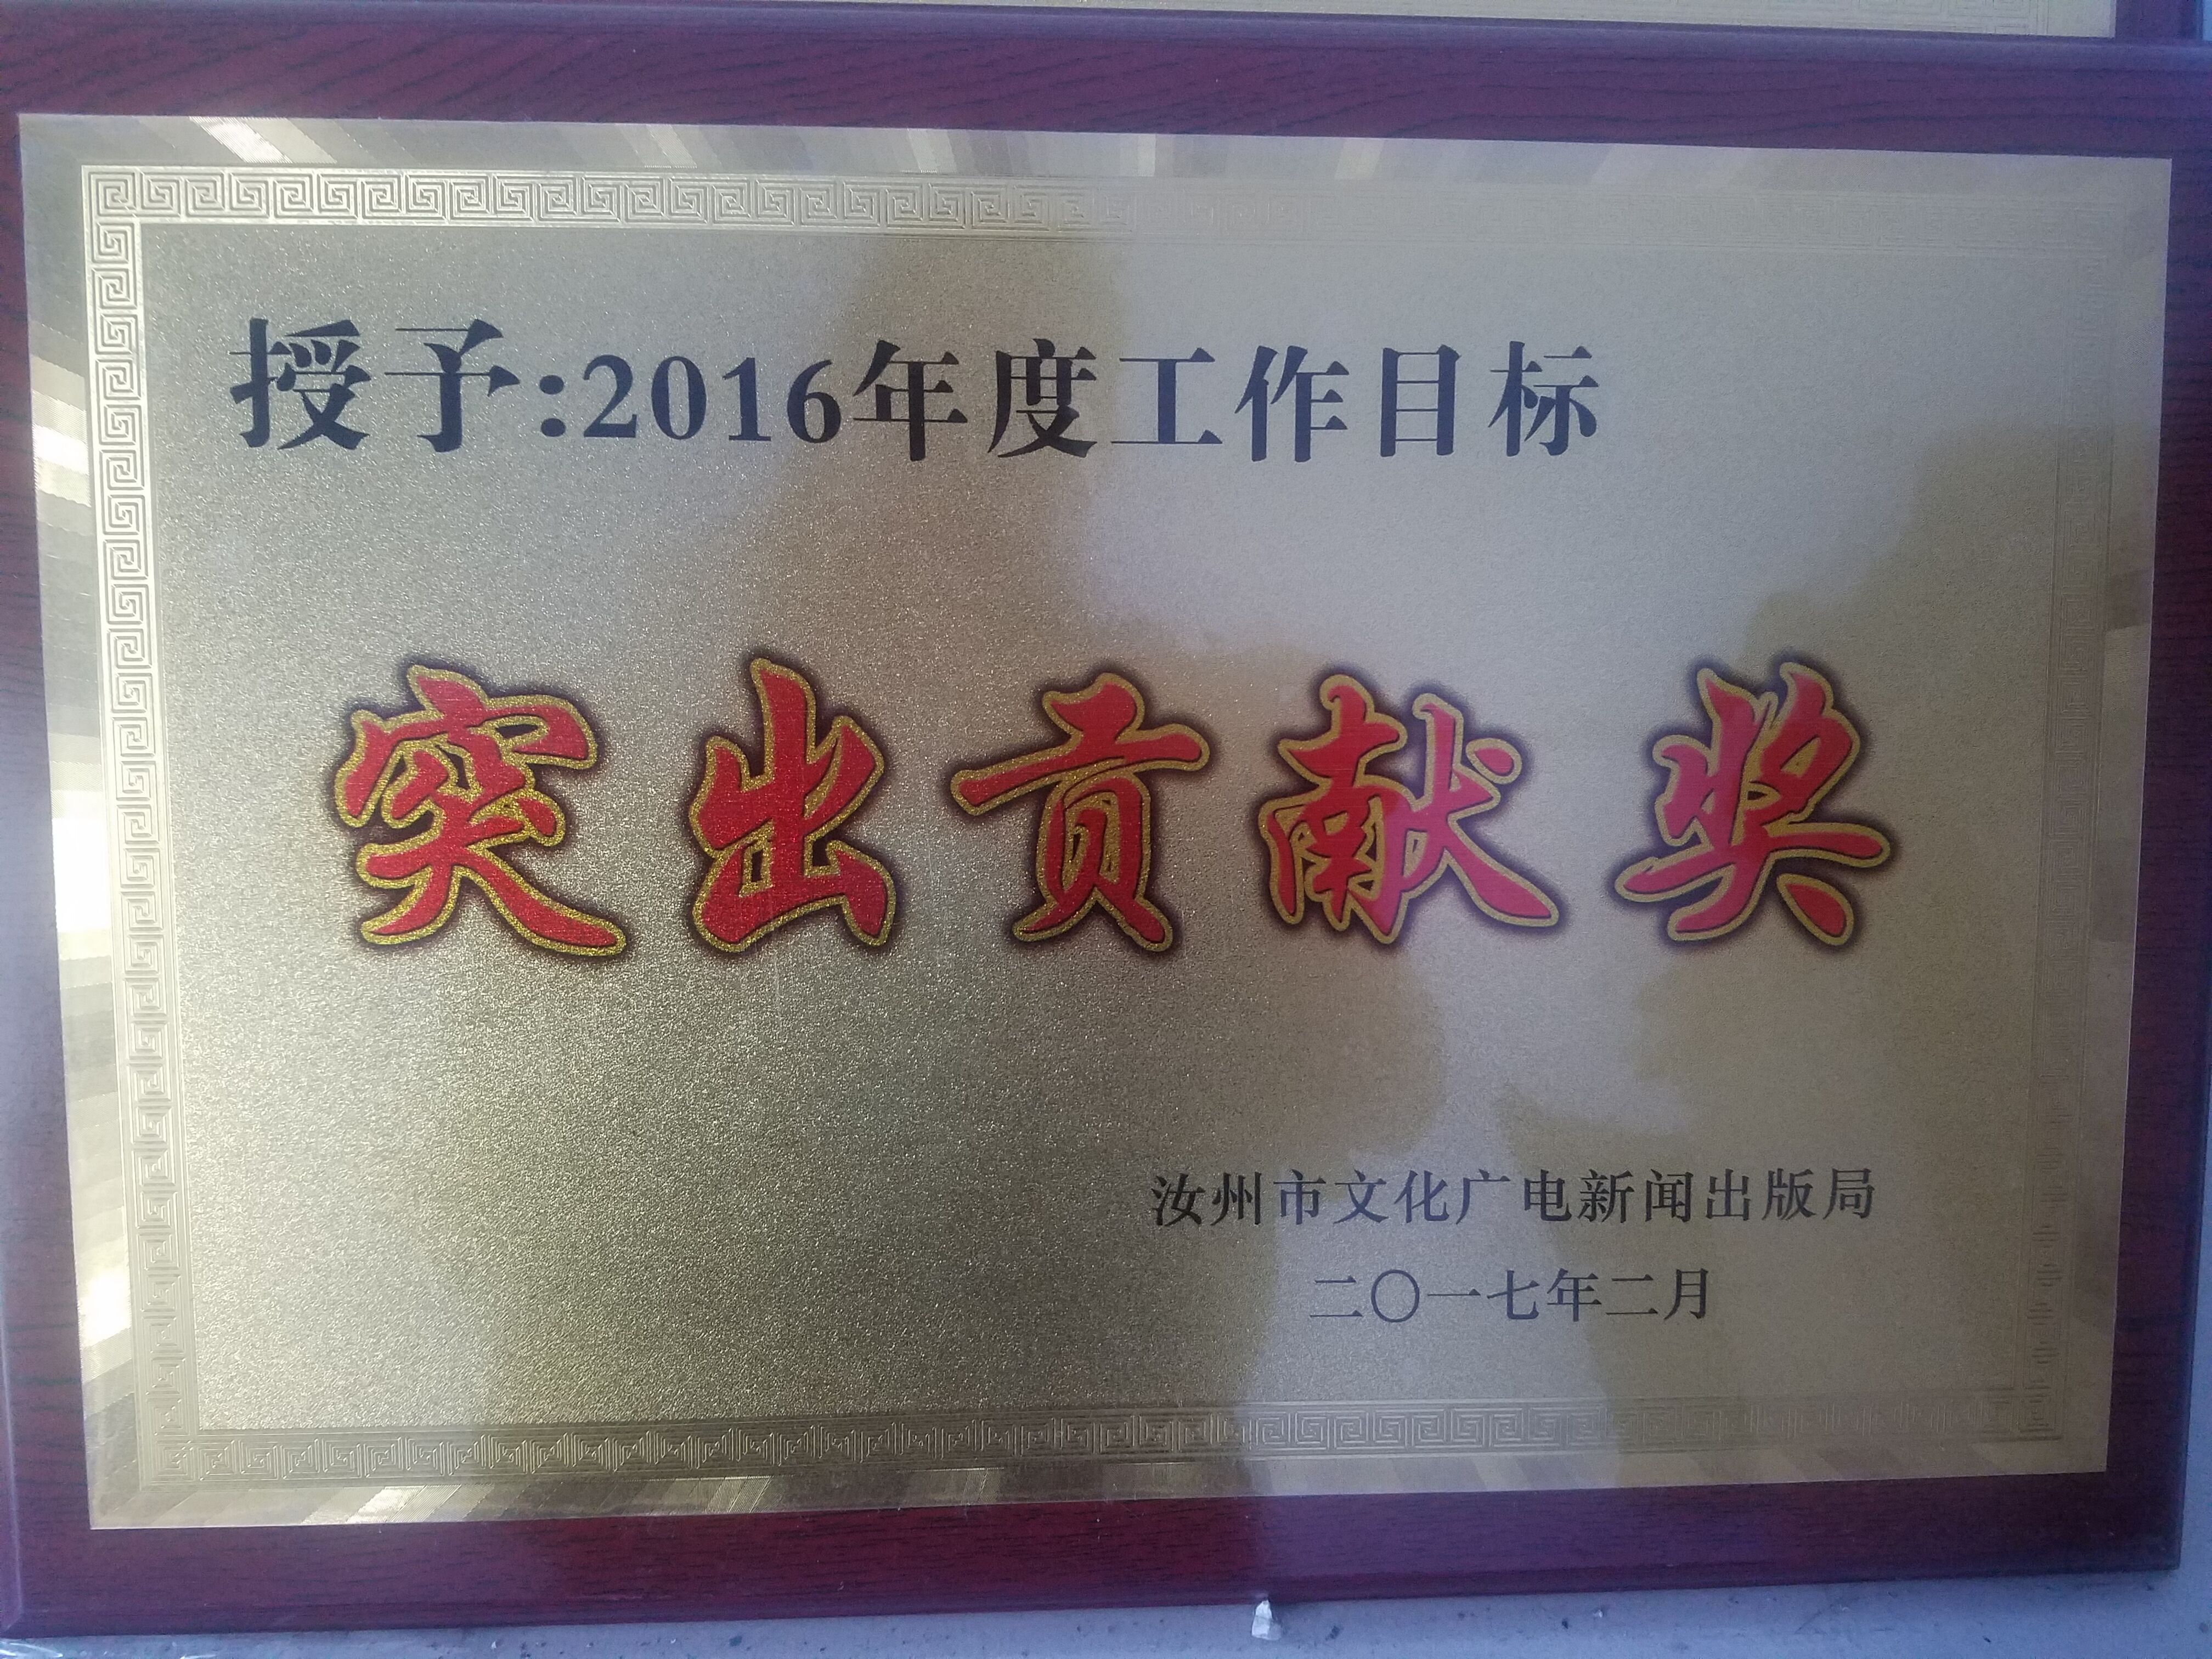 授予:2016年度工作目标
突出贡献奖
汝州市文化广电新闻出版局
二〇一七年二月